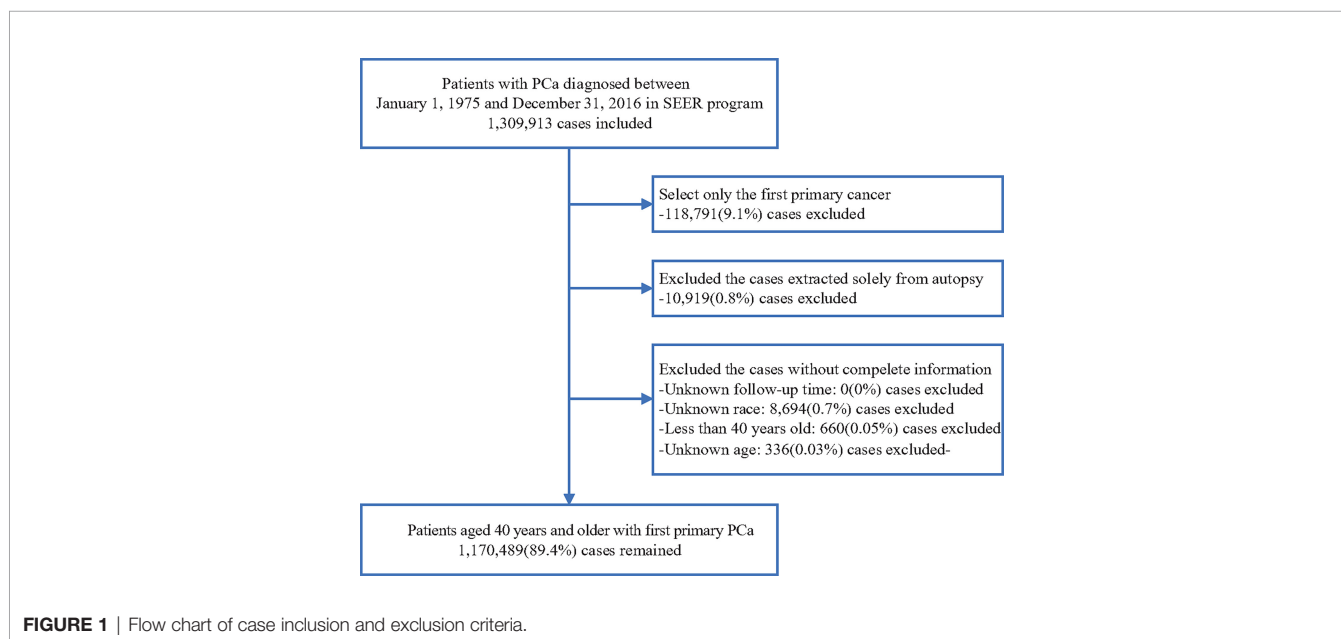 Patients with PCa diagnosed between
January 1, 1975 and December 31, 2016 in SEER program
1,309,913 cases included
Select only the first primary cancer
-118,791(9.1%) cases excluded
Excluded the cases extracted solely from autopsy
-10,919(0.8%) cases excluded
Excluded the cases without compelete information
-Unknown follow-up time: 0(0%) cases excluded
-Unknown race: 8,694(0.7%) cases excluded
-Less than 40 years old: 660(0.05%) cases excluded
-Unknown age: 336(0.03%) cases excluded-
Patients aged 40 years and older with first primary PCa
1,170,489(89.4%) cases remained
FIGURE 1 | Flow chart of case inclusion and exclusion criteria.